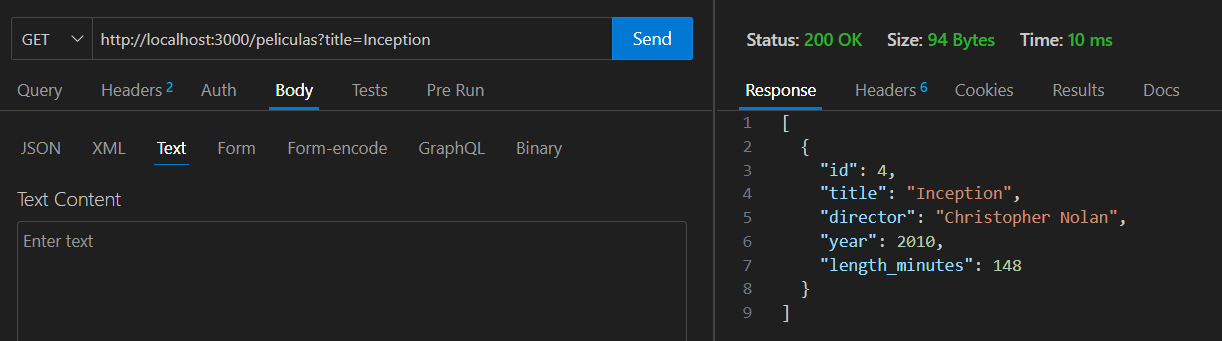 GET http://localhost:3000/peliculas?title=Inception Send
Query Headers 2 Auth Body Tests Pre Run
JSON XML Text Form Form-encode GraphQL Binary
Text Content
Enter text
Status: 200 OK Size: 94 Bytes Time: 10 ms
Response Headers 6 Cookies Results Docs
1 [
2 {
3 "id": 4,
4 "title": "Inception",
5 "director": "Christopher Nolan",
6 "year": 2010,
7 "length_minutes": 148
8 }
9 ]